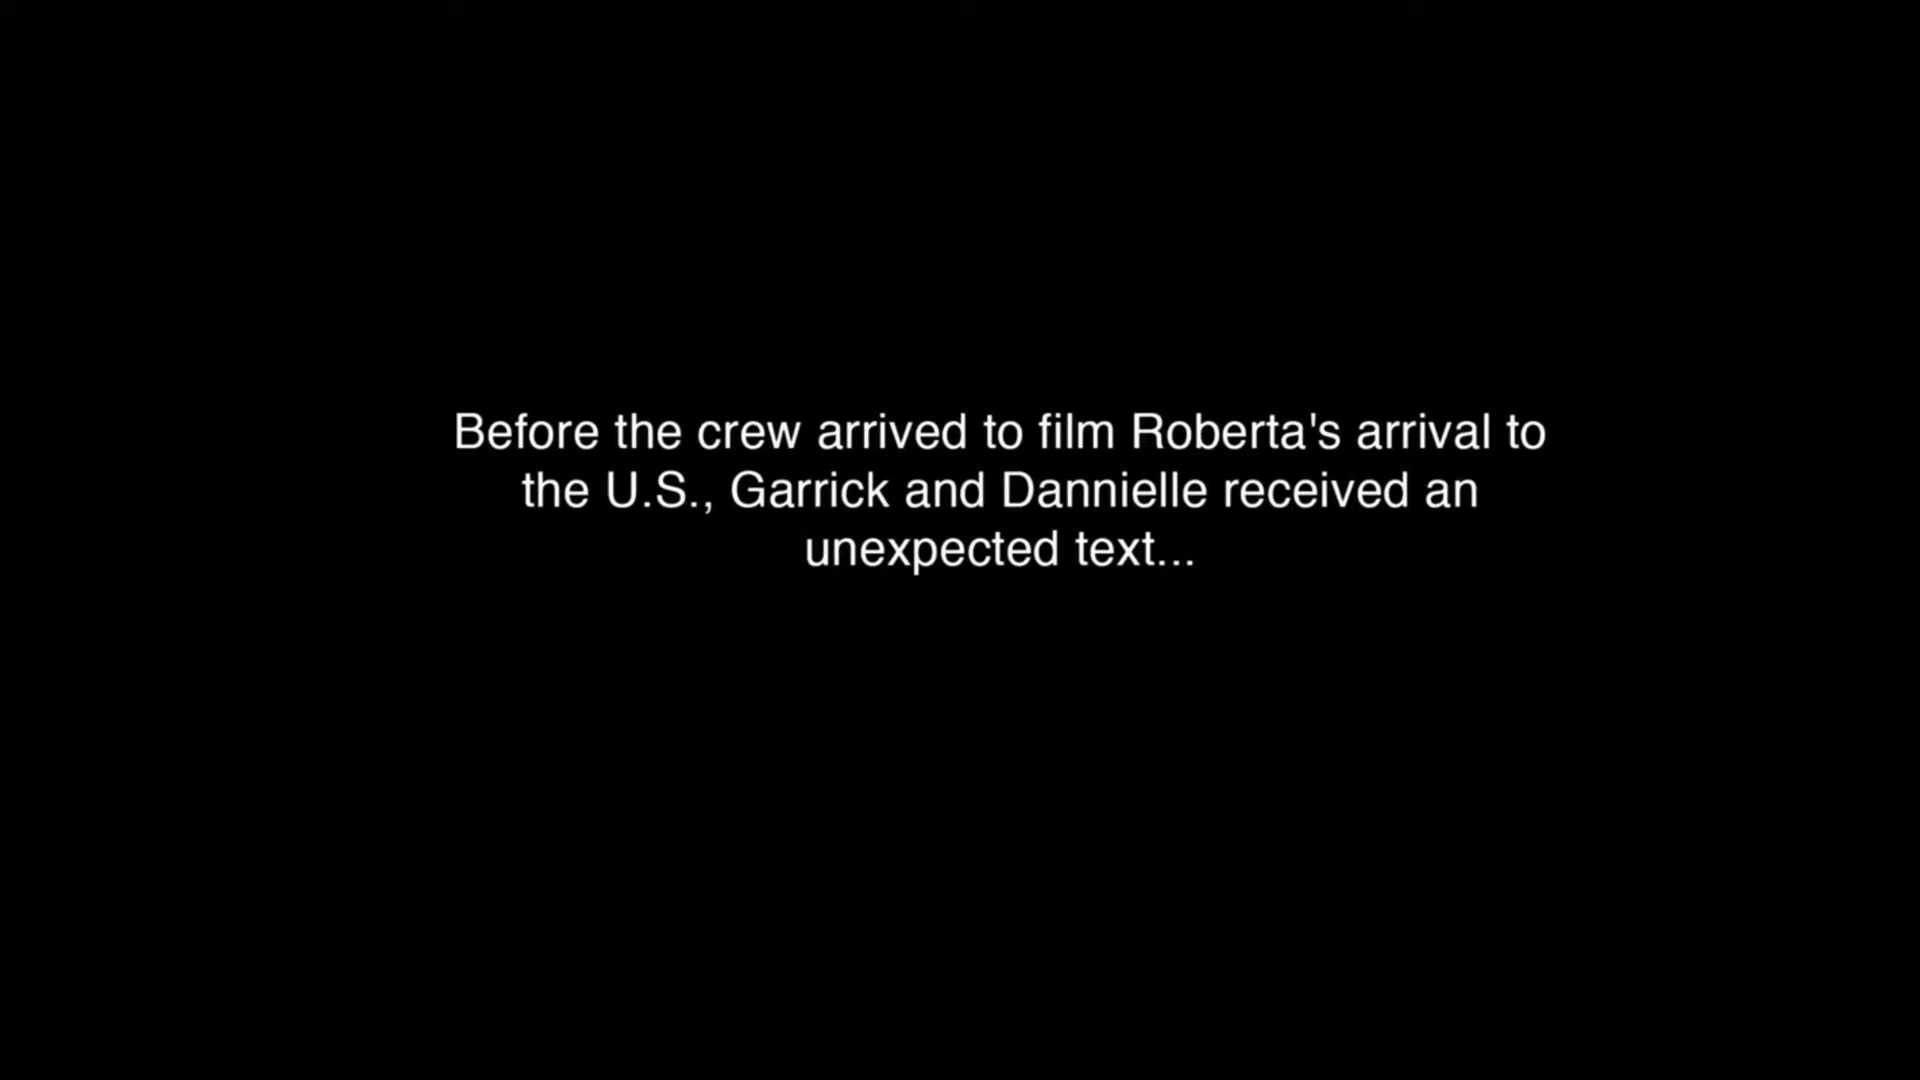 Before the crew arrived to film Roberta's arrival to
the U.S., Garrick and Dannielle received an
unexpected text...